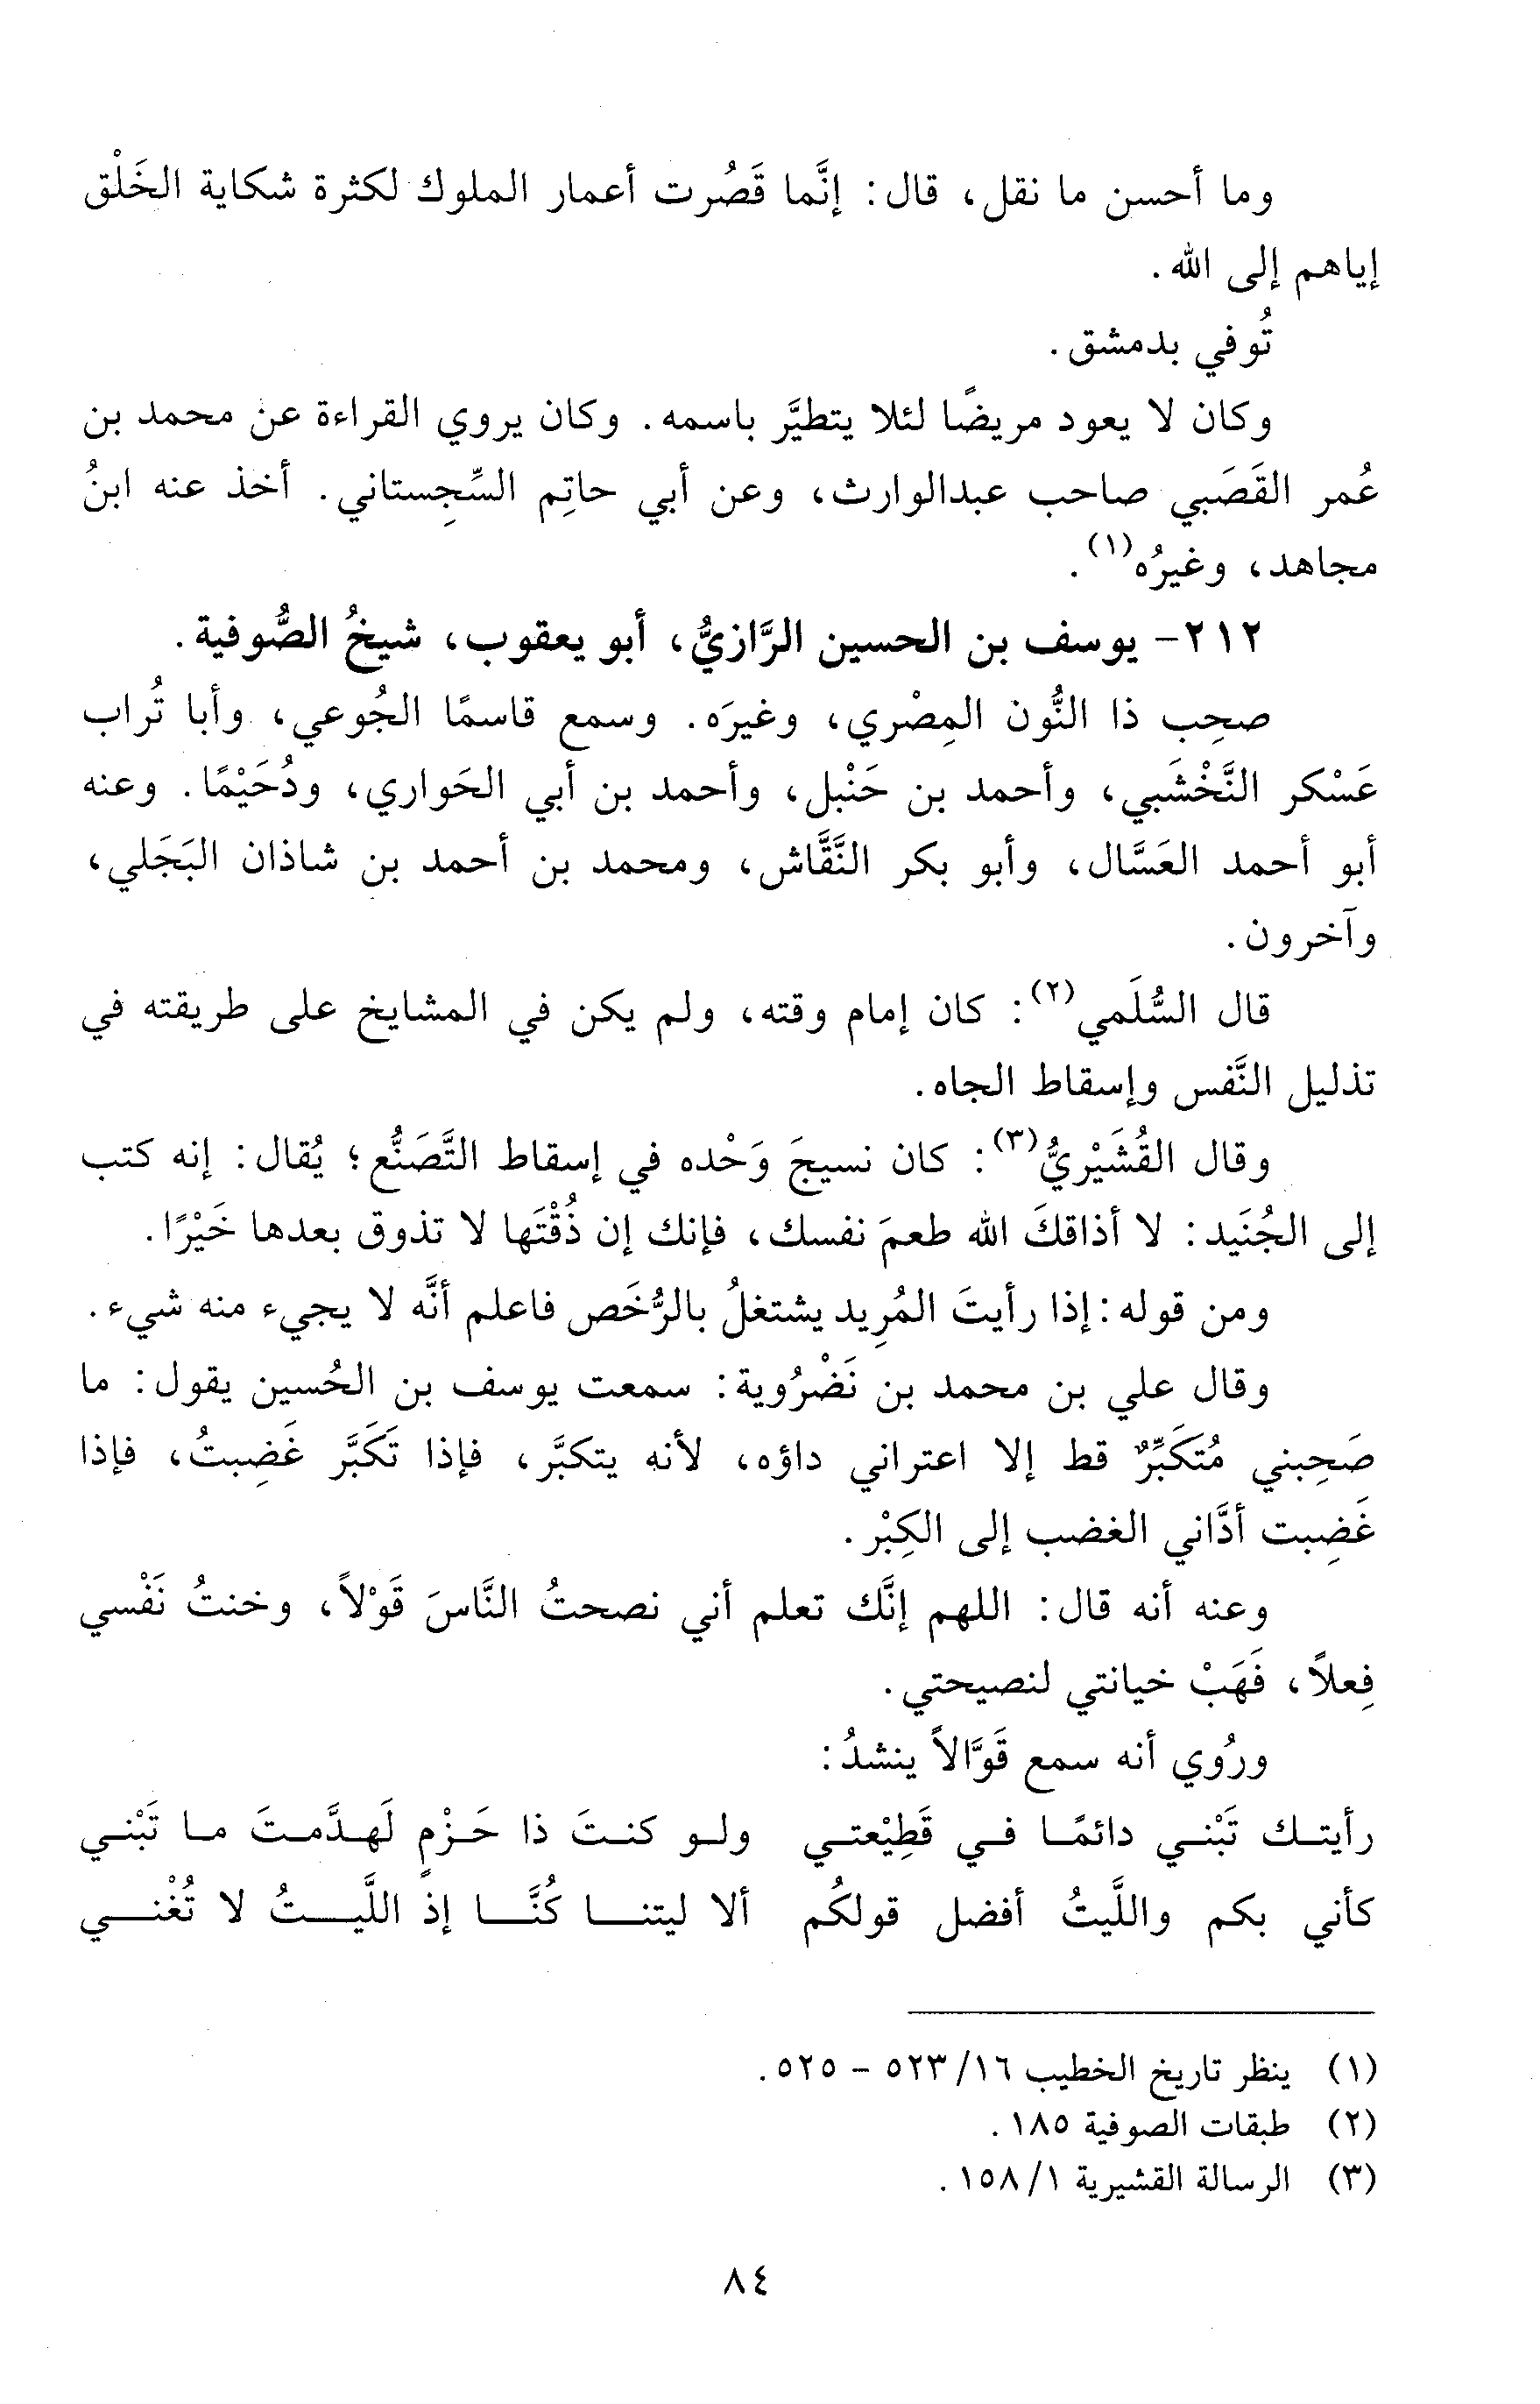 وما أحسن ما نقل، قال: إنَّما قَصُرت أعمار الملوك لكثرة شكاية الخَلْق
إياهم إلى الله.
تُوفي بدمشق.
وكان لا يعود مريضًا لئلا يتطيَّر باسمه. وكان يروي القراءة عن محمد بن
عُمر القَصَبي صاحب عبدالوارث، وعن أبي حاتِم السِّجِستاني. أخذ عنه ابنُ
مجاهد، وغيرُه(١).
٢١٢- يوسف بن الحسين الرَّازيُّ، أبو يعقوب، شيخُ الصُّوفية.
صحِب ذا النُّون المِصْري، وغيرَه. وسمع قاسمًا الجُوعي، وأبا تُراب
عَسْكر النَّخْشَبي، وأحمد بن حَنْبل، وأحمد بن أبي الحَواري، ودُحَيْمًا. وعنه
أبو أحمد العَسَّال، وأبو بكر النَّقَّاش، ومحمد بن أحمد بن شاذان البَجَلي،
وآخرون.
قال السُّلَمي(٢): كان إمام وقته، ولم يكن في المشايخ على طريقته في
تذليل النَّفس وإسقاط الجاه.
وقال القُشَيْريُّ(٣): كان نسيجَ وَحْده في إسقاط التَّصَنُّع؛ يُقال: إنه كتب
إلى الجُنَيد: لا أذاقكَ الله طعمَ نفسك، فإنك إن ذُقْتَها لا تذوق بعدها خَيْرًا.
ومن قوله: إذا رأيتَ المُرِيد يشتغلُ بالرُّخَص فاعلم أنَّه لا يجيء منه شيء.
وقال علي بن محمد بن نَضْرُوية: سمعت يوسف بن الحُسين يقول: ما
صَحِبني مُتَكَبِّرٌ قط إلا اعتراني داؤه، لأنه يتكبَّر، فإذا تَكَبَّر غَضِبتُ، فإذا
غَضِبت أدَّاني الغضب إلى الكِبْر.
وعنه أنه قال: اللهم إنَّك تعلم أني نصحتُ النَّاسَ قَوْلاً، وخنتُ نَفْسي
فِعلاً، فَهَبْ خيانتي لنصيحتي.
ورُوي أنه سمع قَوَّالاً ينشدُ:
رأيتك تَبْني دائمًا في قَطِيْعتي ولو كنتَ ذا حَزْمٍ لَهدَّمتَ ما تَبْني
كأني بكم واللَّيتُ أفضل قولكُم ألا ليتنا كُنَّا إذ اللَّيتُ لا تُغْني
(١) ينظر تاريخ الخطيب ١٦/ ٥٢٣ - ٥٢٥.
(٢) طبقات الصوفية ١٨٥.
(٣) الرسالة القشيرية ١/ ١٥٨.
٨٤